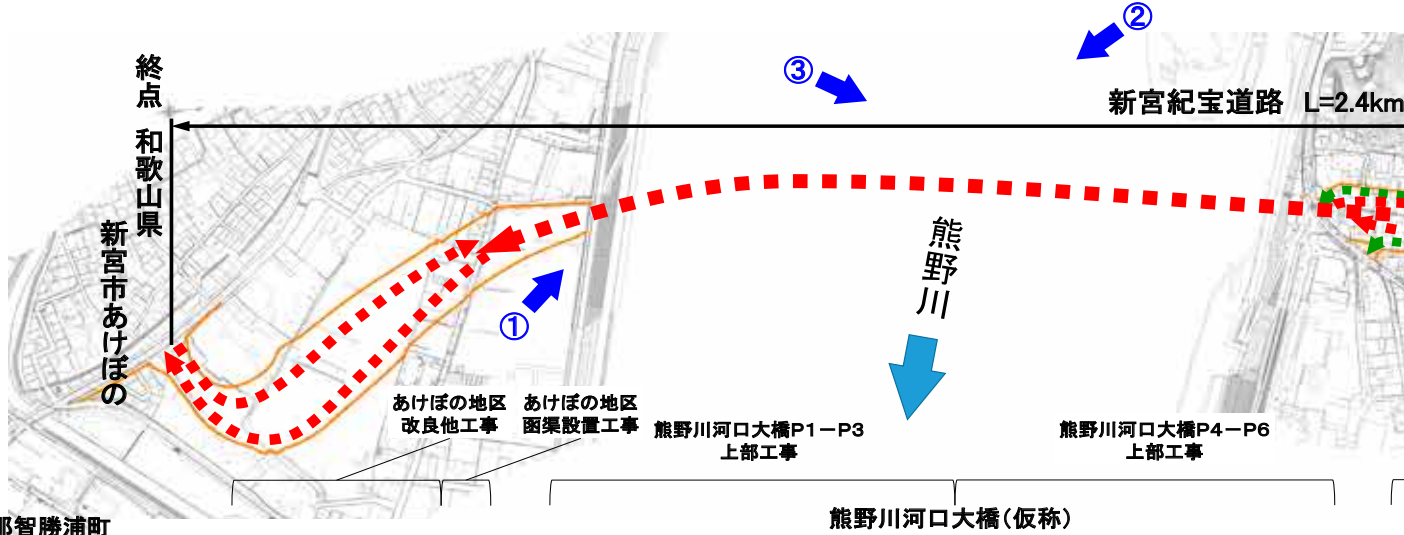 ②
③
新宮紀宝道路 L=2.4km
終点 和歌山県
新宮市あけぼの
熊野川
①
あけぼの地区
改良他工事
あけぼの地区
函渠設置工事
熊野川河口大橋P1-P3
上部工事
熊野川河口大橋P4-P6
上部工事
熊野川河口大橋(仮称)
那智勝浦町